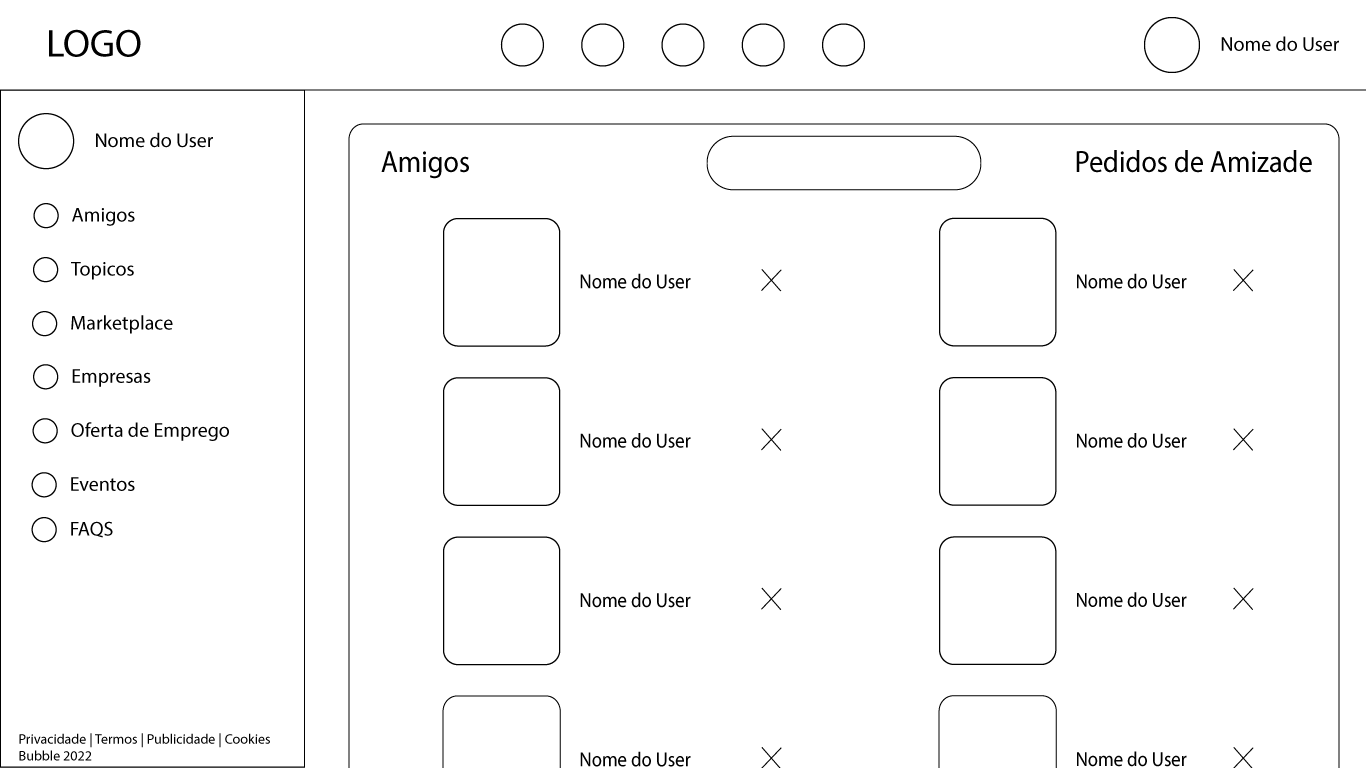 LOGO
Nome do User
Nome do User
Amigos
Topicos
Marketplace
Empresas
Oferta de Emprego
Eventos
FAQS
Privacidade | Termos | Publicidade | Cookies
Bubble 2022
Amigos
Pedidos de Amizade
Nome do User
Nome do User
Nome do User
Nome do User
Nome do User
Nome do User
Nome do User
Nome do User